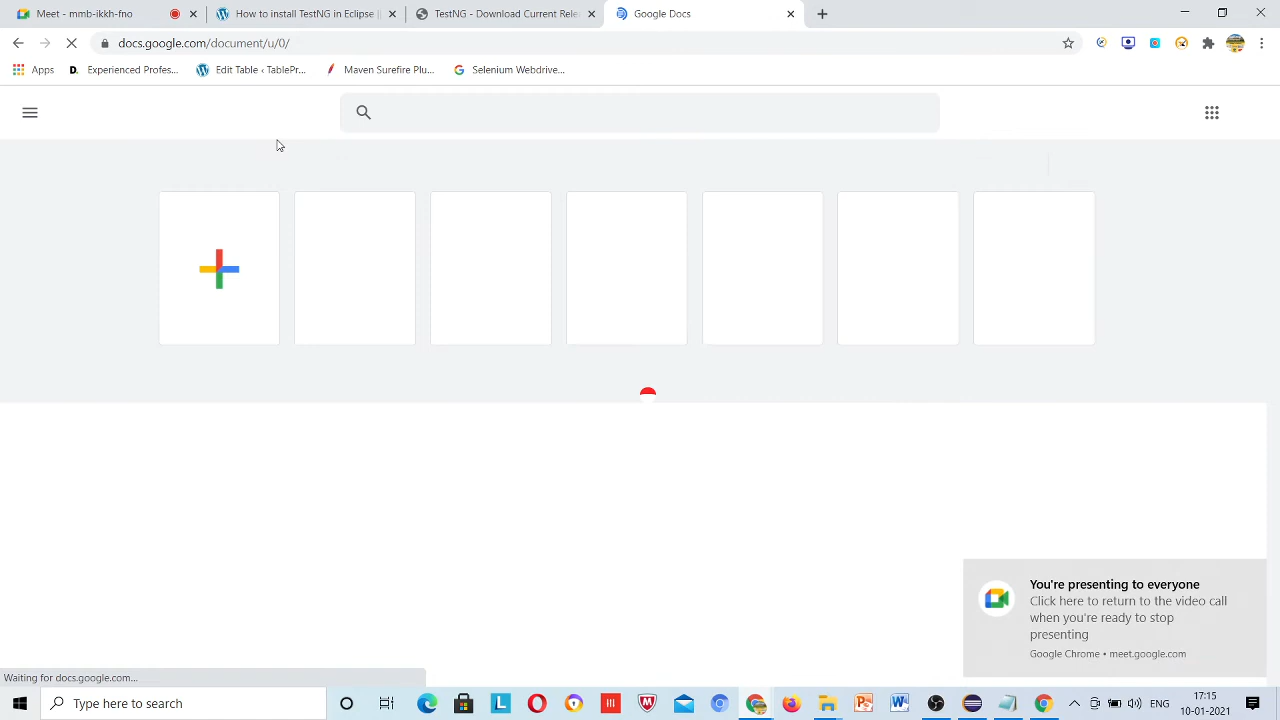 Meet - mmb-ikkh-fno
How to install TestNG in Eclipse ||
TestNG - Download Current Rele
Google Docs
docs.google.com/document/u/0/
Apps
D. Experienced Profes...
Edit Table ‹ TablePr...
Maven Surefire Plu...
Selenium Webdrive...
You're presenting to everyone
Click here to return to the video call
when you're ready to stop
presenting
Google Chrome • meet.google.com
Waiting for docs.google.com...
Type here to search
ENG
17:15
10-01-2021